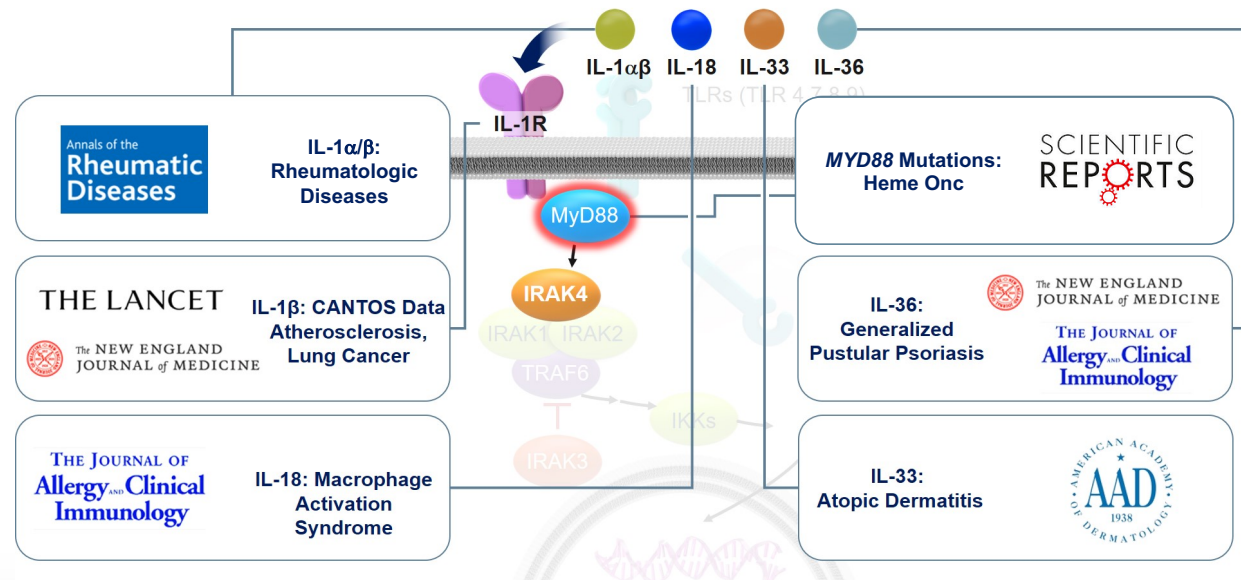 IL-1αβ
IL-18
IL-33
IL-36
TLRs (TLR 4,7,8,9)
IL-1R
Annals of the
Rheumatic
Diseases
IL-1α/β:
Rheumatologic
Diseases
MYD88 Mutations:
Heme Onc
SCIENTIFIC
REPORTS
MyD88
IRAK4
IRAK1
IRAK2
TRAF6
IKKs
IRAK3
THE LANCET
The NEW ENGLAND
JOURNAL of MEDICINE
IL-1β: CANTOS Data
Atherosclerosis,
Lung Cancer
IL-36:
Generalized
Pustular Psoriasis
The NEW ENGLAND
JOURNAL of MEDICINE
THE JOURNAL OF
Allergy AND Clinical
Immunology
THE JOURNAL OF
Allergy AND Clinical
Immunology
IL-18: Macrophage
Activation
Syndrome
IL-33:
Atopic Dermatitis
AMERICAN ACADEMY
AAD
1938
OF DERMATOLOGY